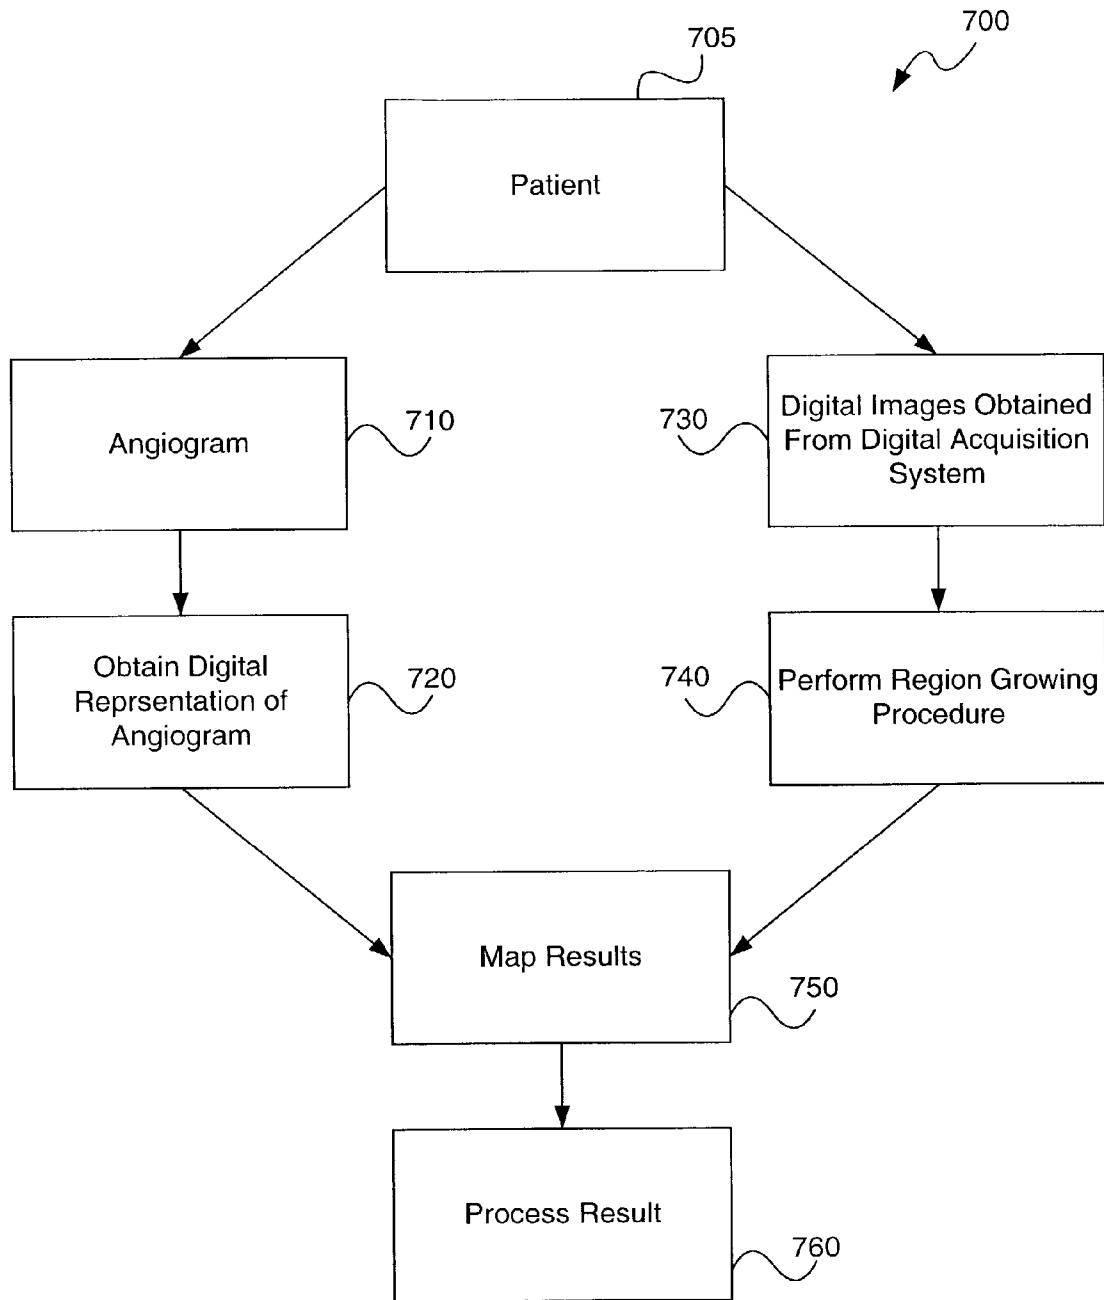 700
705
Patient
Angiogram
710
730
Digital Images Obtained
From Digital Acquisition
System
Obtain Digital
Reprsentation of
Angiogram
720
740
Perform Region Growing
Procedure
Map Results
750
Process Result
760